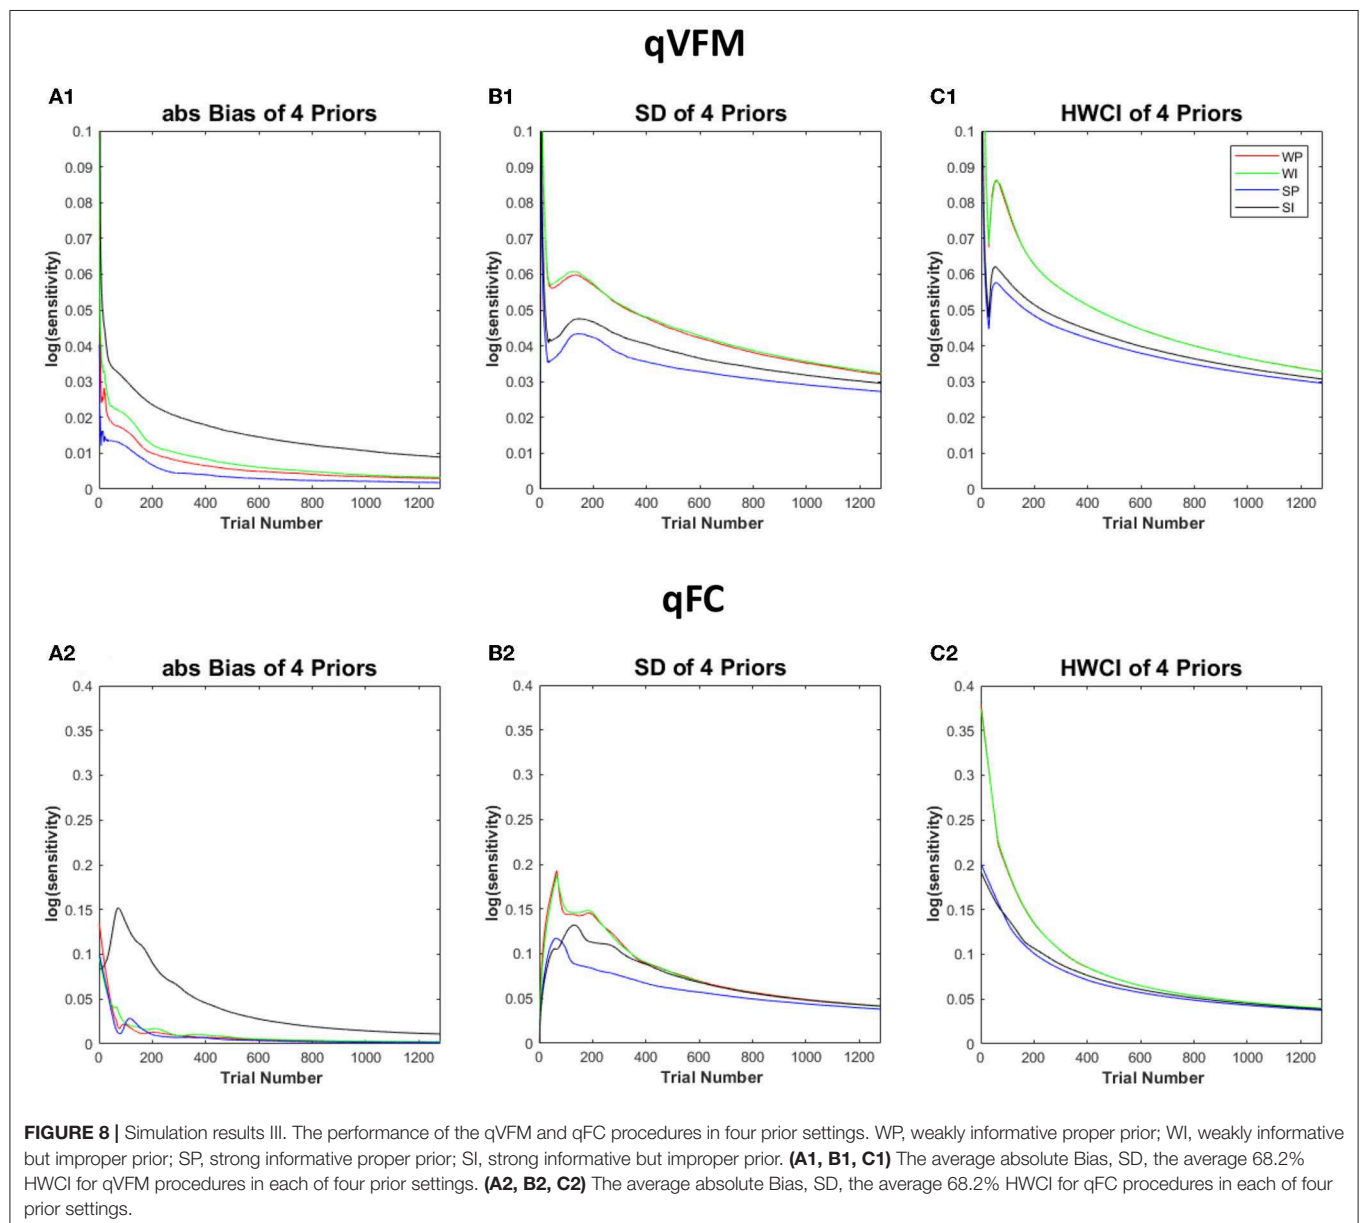 qVFM
A1
abs Bias of 4 Priors
log(sensitivity)
0.1
0.09
0.08
0.07
0.06
0.05
0.04
0.03
0.02
0.01
0
0 200 400 600 800 1000 1200
Trial Number
B1
SD of 4 Priors
log(sensitivity)
0.1
0.09
0.08
0.07
0.06
0.05
0.04
0.03
0.02
0.01
0
0 200 400 600 800 1000 1200
Trial Number
C1
HWCI of 4 Priors
log(sensitivity)
0.1
0.09
0.08
0.07
0.06
0.05
0.04
0.03
0.02
0.01
0
0 200 400 600 800 1000 1200
Trial Number
WP
WI
SP
SI
qFC
A2
abs Bias of 4 Priors
log(sensitivity)
0.4
0.35
0.3
0.25
0.2
0.15
0.1
0.05
0
0 200 400 600 800 1000 1200
Trial Number
B2
SD of 4 Priors
log(sensitivity)
0.4
0.35
0.3
0.25
0.2
0.15
0.1
0.05
0
0 200 400 600 800 1000 1200
Trial Number
C2
HWCI of 4 Priors
log(sensitivity)
0.4
0.35
0.3
0.25
0.2
0.15
0.1
0.05
0
0 200 400 600 800 1000 1200
Trial Number
FIGURE 8 | Simulation results III. The performance of the qVFM and qFC procedures in four prior settings. WP, weakly informative proper prior; WI, weakly informative
but improper prior; SP, strong informative proper prior; SI, strong informative but improper prior. (A1, B1, C1) The average absolute Bias, SD, the average 68.2%
HWCI for qVFM procedures in each of four prior settings. (A2, B2, C2) The average absolute Bias, SD, the average 68.2% HWCI for qFC procedures in each of four
prior settings.